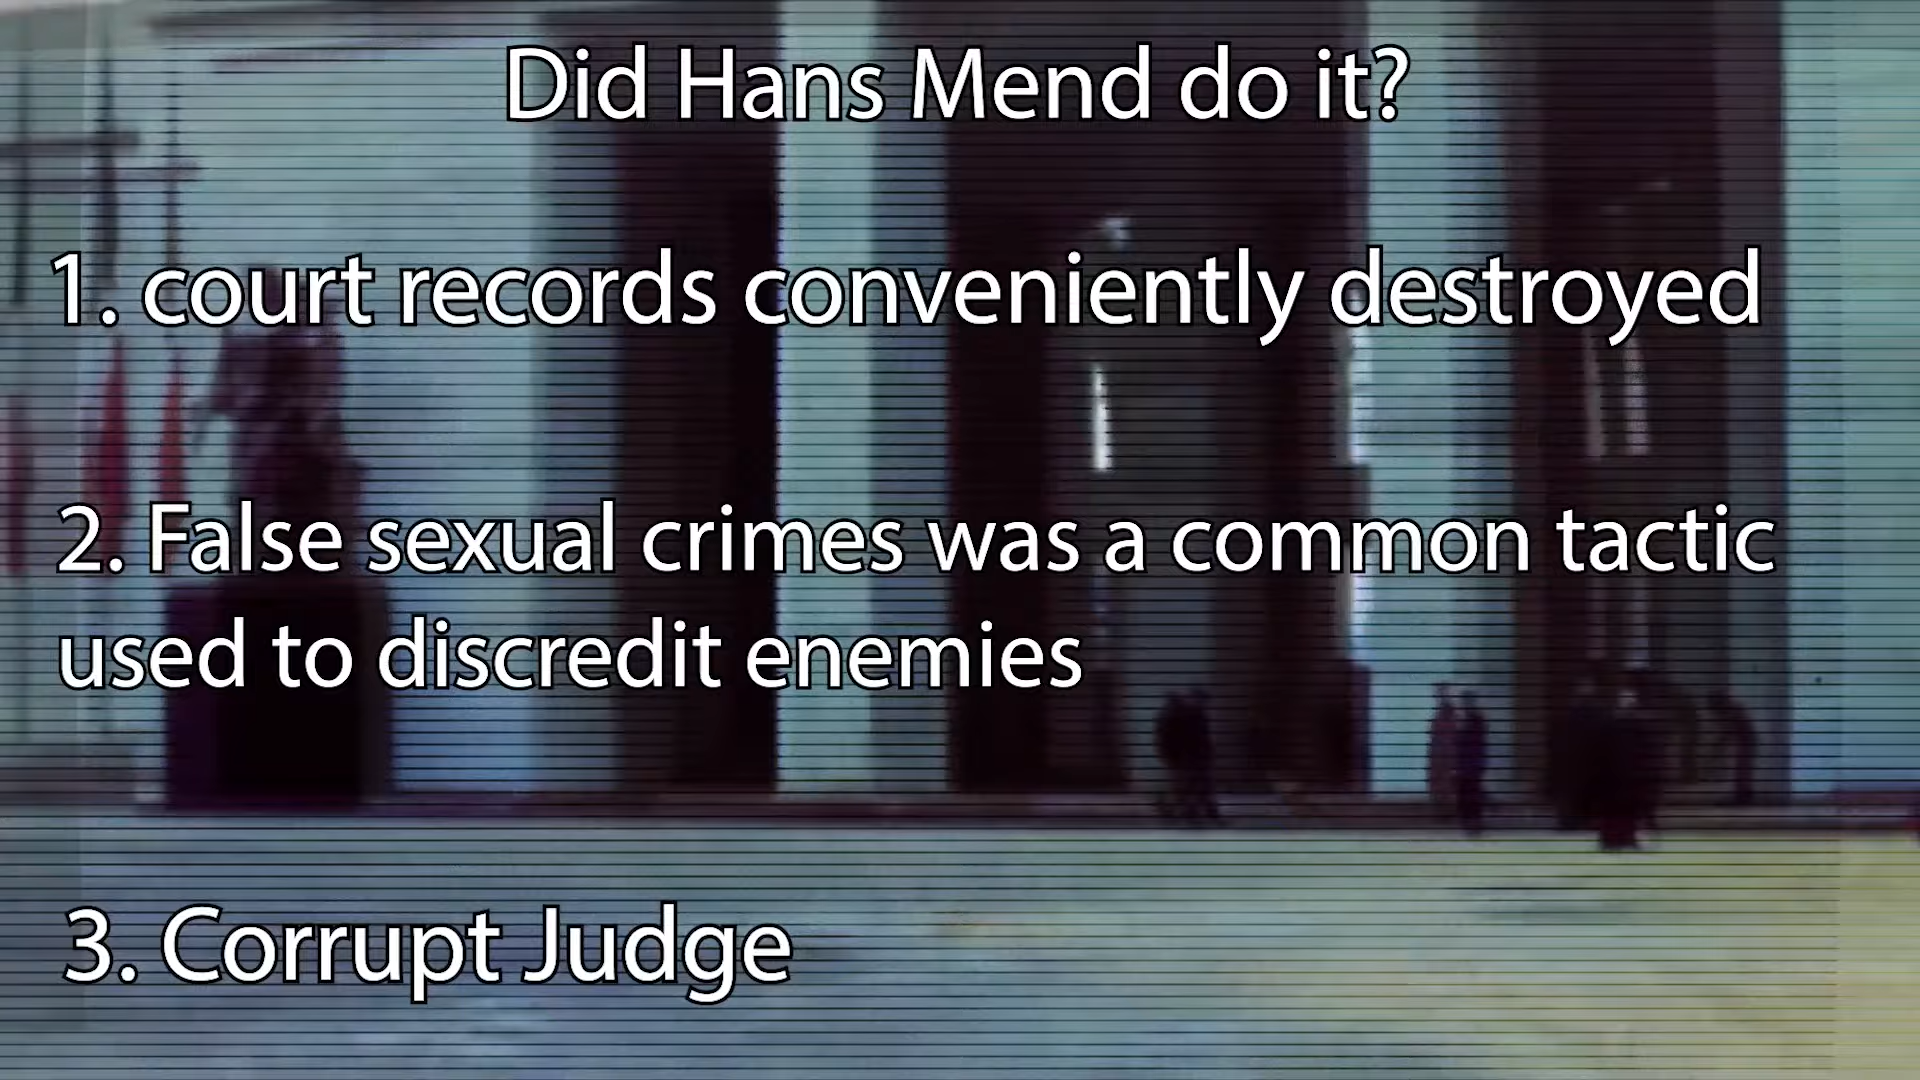 Did Hans Mend do it?
1. court records conveniently destroyed
2. False sexual crimes was a common tactic
used to discredit enemies
3. Corrupt Judge